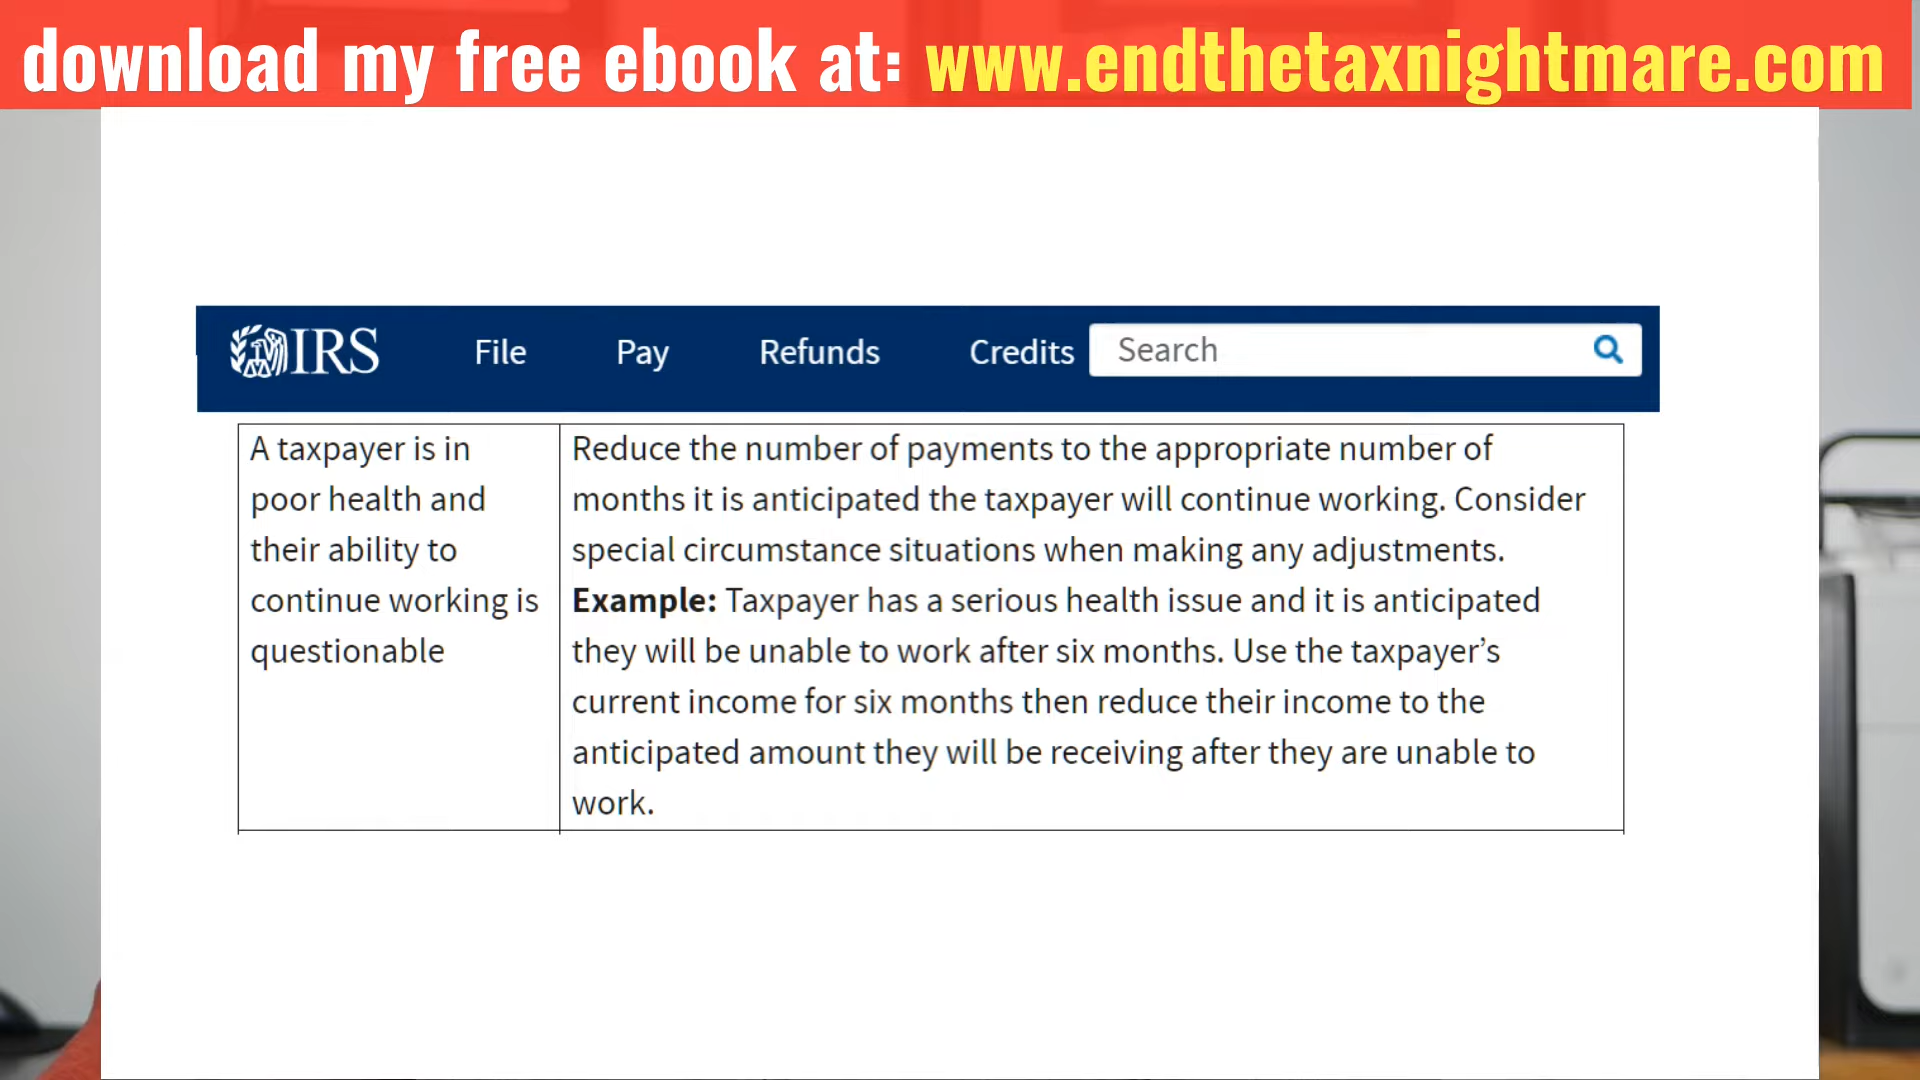 download my free ebook at: www.endthetaxnightmare.com
IRS File Pay Refunds Credits Search
A taxpayer is in
poor health and
their ability to
continue working is
questionable
Reduce the number of payments to the appropriate number of
months it is anticipated the taxpayer will continue working. Consider
special circumstance situations when making any adjustments.
Example: Taxpayer has a serious health issue and it is anticipated
they will be unable to work after six months. Use the taxpayer’s
current income for six months then reduce their income to the
anticipated amount they will be receiving after they are unable to
work.